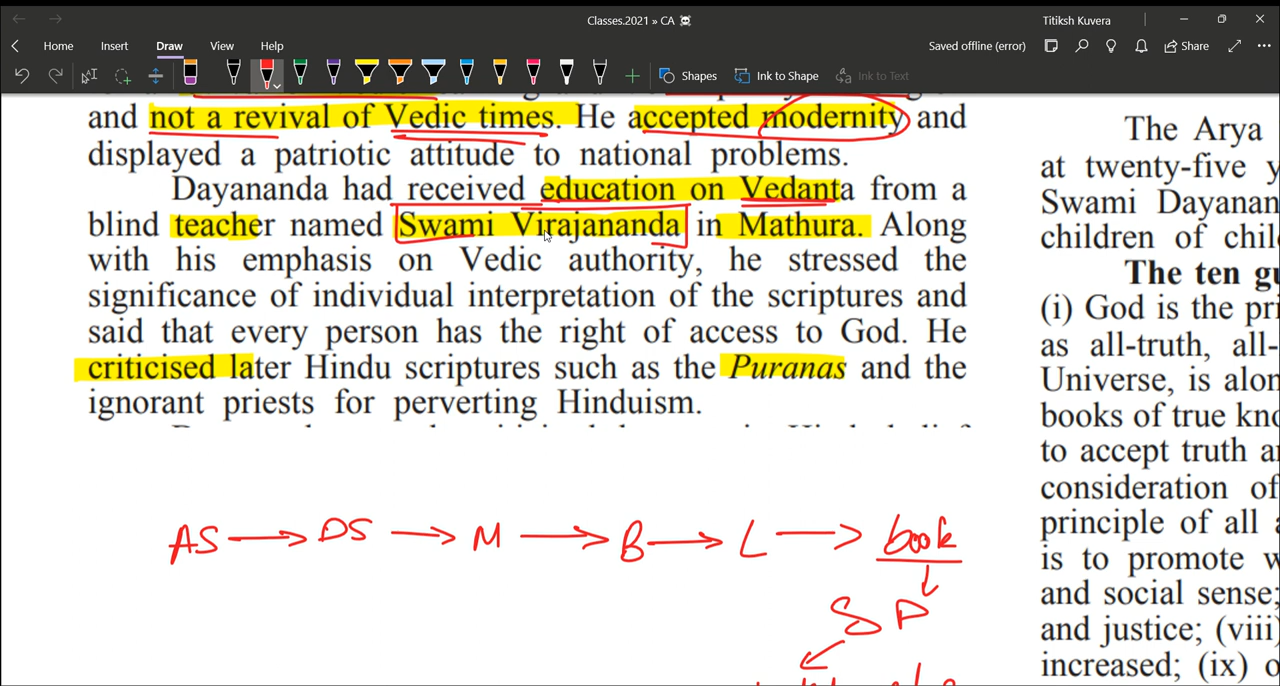 Classes.2021 » CA
Titiksh Kuvera
Home Insert Draw View Help
Saved offline (error)
Share
Shapes
Ink to Shape
Ink to Text
and not a revival of Vedic times. He accepted modernity and
displayed a patriotic attitude to national problems.
Dayananda had received education on Vedanta from a
blind teacher named Swami Virajananda in Mathura. Along
with his emphasis on Vedic authority, he stressed the
significance of individual interpretation of the scriptures and
said that every person has the right of access to God. He
criticised later Hindu scriptures such as the Puranas and the
ignorant priests for perverting Hinduism.
AS → DS → M → B → L → book
↓
S P
The Arya
at twenty-five y
Swami Dayanan
children of chil
The ten gu
(i) God is the pri
as all-truth, all-
Universe, is alon
books of true kno
to accept truth a
consideration of
principle of all a
is to promote w
and social sense;
and justice; (viii)
increased; (ix) o